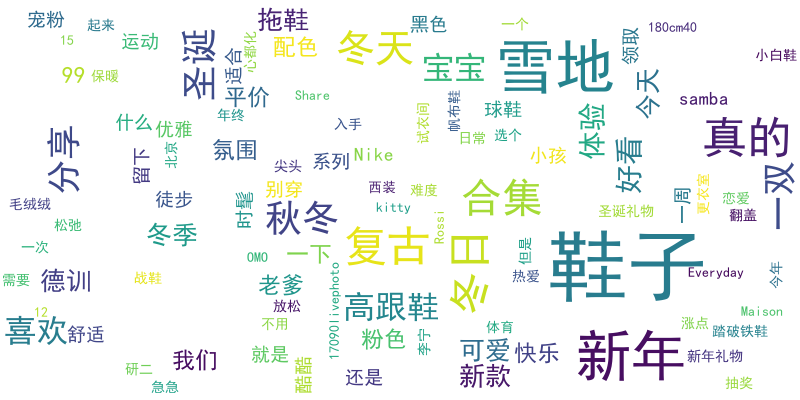 宠粉
起来
拖鞋
黑色
一个
180cm40
15
运动
圣诞
配色
冬天
雪地
领取
小白鞋
心都化
适合
99
保暖
宝宝
今天
平价
Share
samba
年终
试衣间
帆布鞋
球鞋
体验
真的
什么
优雅
入手
日常
选个
好看
分享
留下
北京
氛围
系列
Nike
小孩
尖头
别穿
西装
难度
合集
一周
更衣室
恋爱
一双
毛绒绒
徒步
时髦
秋冬
kitty
圣诞礼物
翻盖
松弛
冬季
复古
Rossi
冬日
鞋子
一次
OMO
一下
但是
需要
德训
战鞋
老爹
17090livephoto
热爱
Everyday
今年
放松
高跟鞋
12
喜欢
舒适
不用
粉色
李宁
体育
涨点
Maison
踏破铁鞋
我们
就是
可爱
快乐
新年
新年礼物
研二
急急
酷酷
还是
新款
抽奖